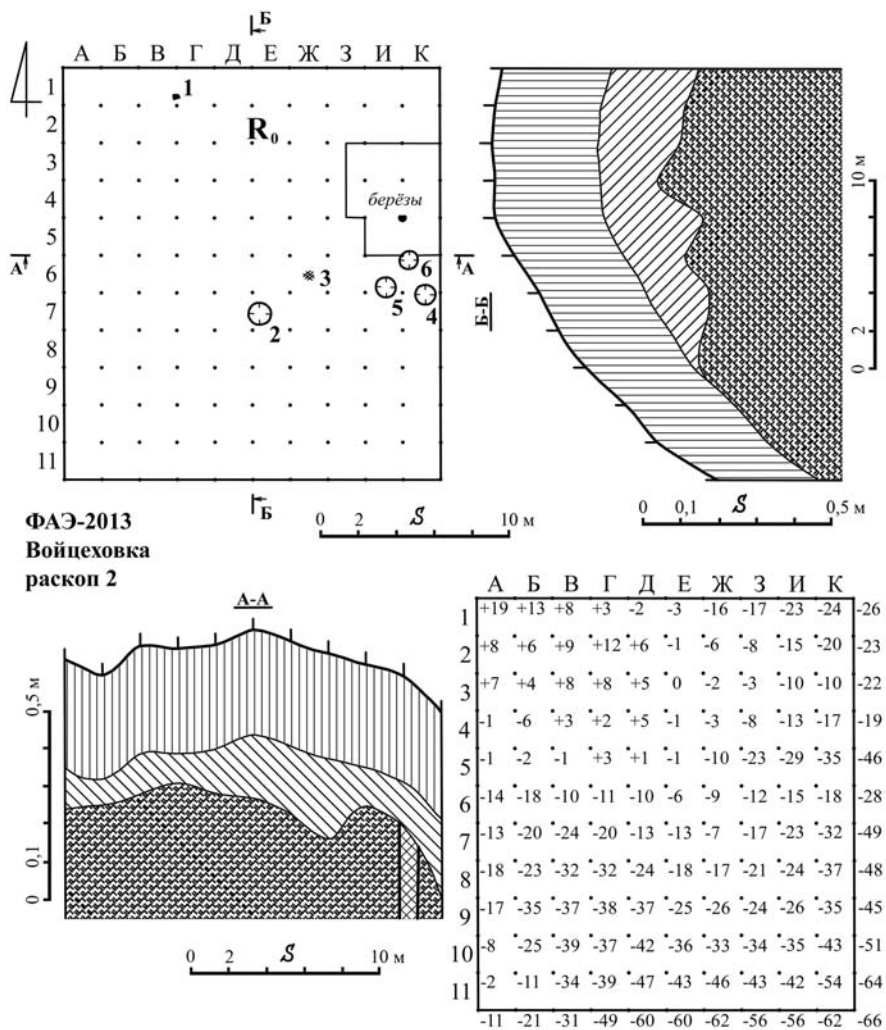 Б
А Б В Г Д Е Ж З И К
1
2
3
4
5
6
7
8
9
10
11
1
R₀
берёзы
А
А
6
3
5
4
2
Б
Б-Б
10 м
2
0
0 2 𝒮 10 м
0 0,1 𝒮 0,5 м
ФАЭ-2013
Войцеховка
раскоп 2
А-А
0,5 м
0,1
0
0 2 𝒮 10 м
А Б В Г Д Е Ж З И К
1 +19 +13 +8 +3 -2 -3 -16 -17 -23 -24 -26
2 +8 +6 +9 +12 +6 -1 -6 -8 -15 -20 -23
3 +7 +4 +8 +8 +5 0 -2 -3 -10 -10 -22
4 -1 -6 +3 +2 +5 -1 -3 -8 -13 -17 -19
5 -1 -2 -1 +3 +1 -1 -10 -23 -29 -35 -46
6 -14 -18 -10 -11 -10 -6 -9 -12 -15 -18 -28
7 -13 -20 -24 -20 -13 -13 -7 -17 -23 -32 -49
8 -18 -23 -32 -32 -24 -18 -17 -21 -24 -37 -48
9 -17 -35 -37 -38 -37 -25 -26 -24 -26 -35 -45
10 -8 -25 -39 -37 -42 -36 -33 -34 -35 -43 -51
11 -2 -11 -34 -39 -47 -43 -46 -43 -42 -54 -64
-11 -21 -31 -49 -60 -60 -62 -56 -56 -62 -66